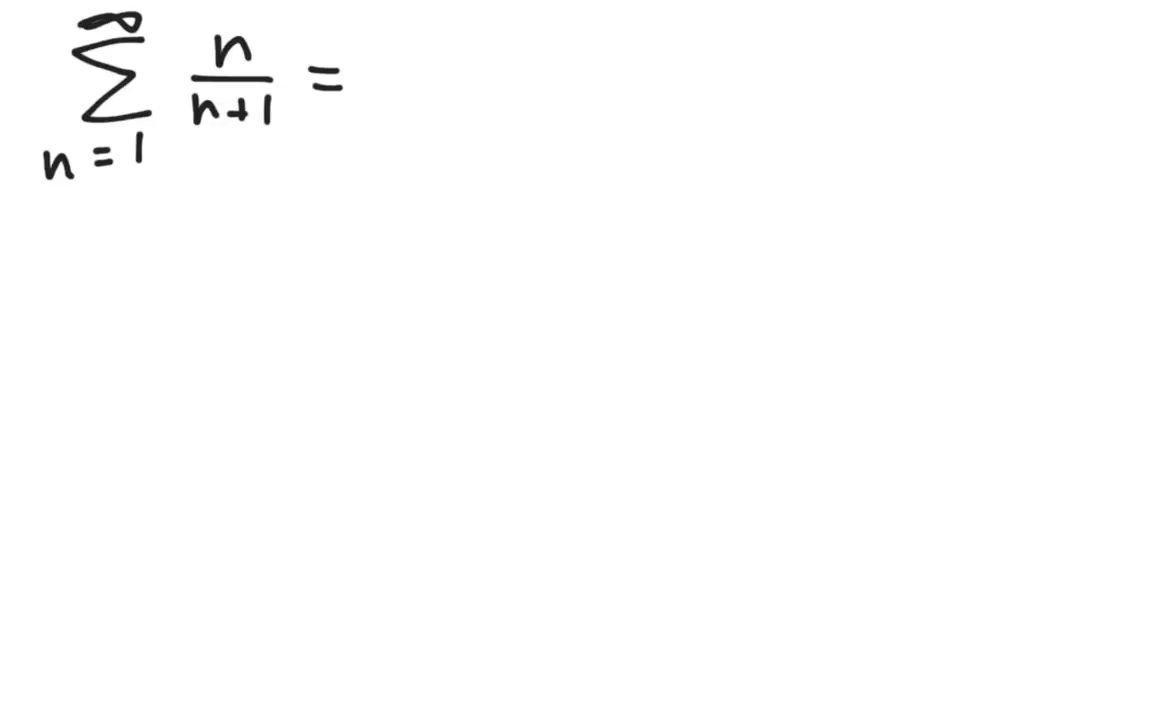 ∞
∑ n/(n+1) =
n = 1